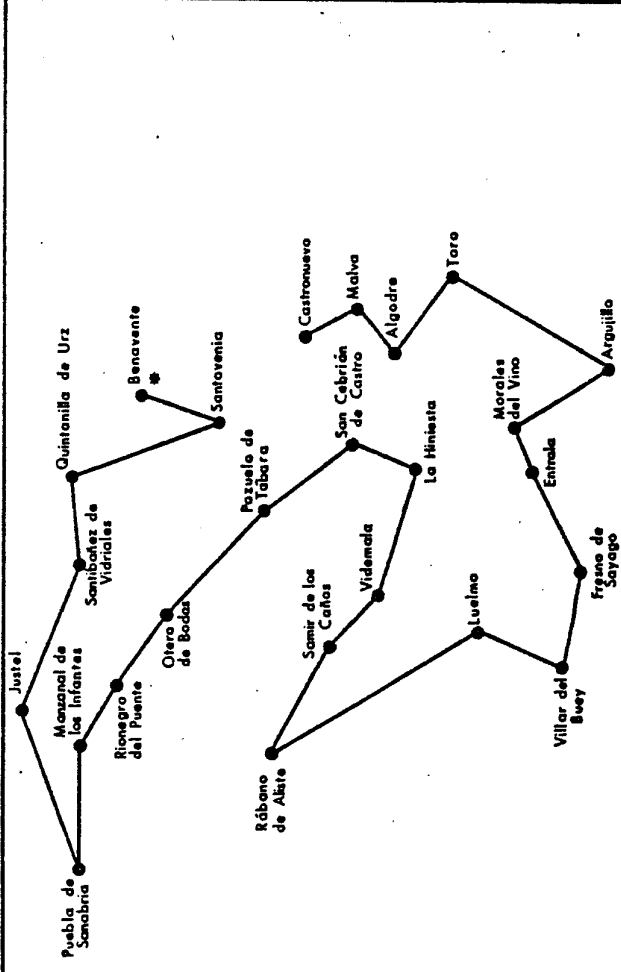 Justel
Quintanilla de Urz
Puebla de
Sanabria
Manzanal de
los Infantes
Santibañez de
Vidriales
Benavente
*
Rionegro
del Puente
Santovenia
Otero
de Bodas
Pozuelo de
Tábara
Castronuevo
Rábano
de Aliste
Samir de los
Caños
San Cebrián
de Castro
Malva
Videmala
Algodre
La Hiniesta
Toro
Luelmo
Morales
del Vino
Entrala
Villar del
Buey
Fresno de
Sayago
Argujillo